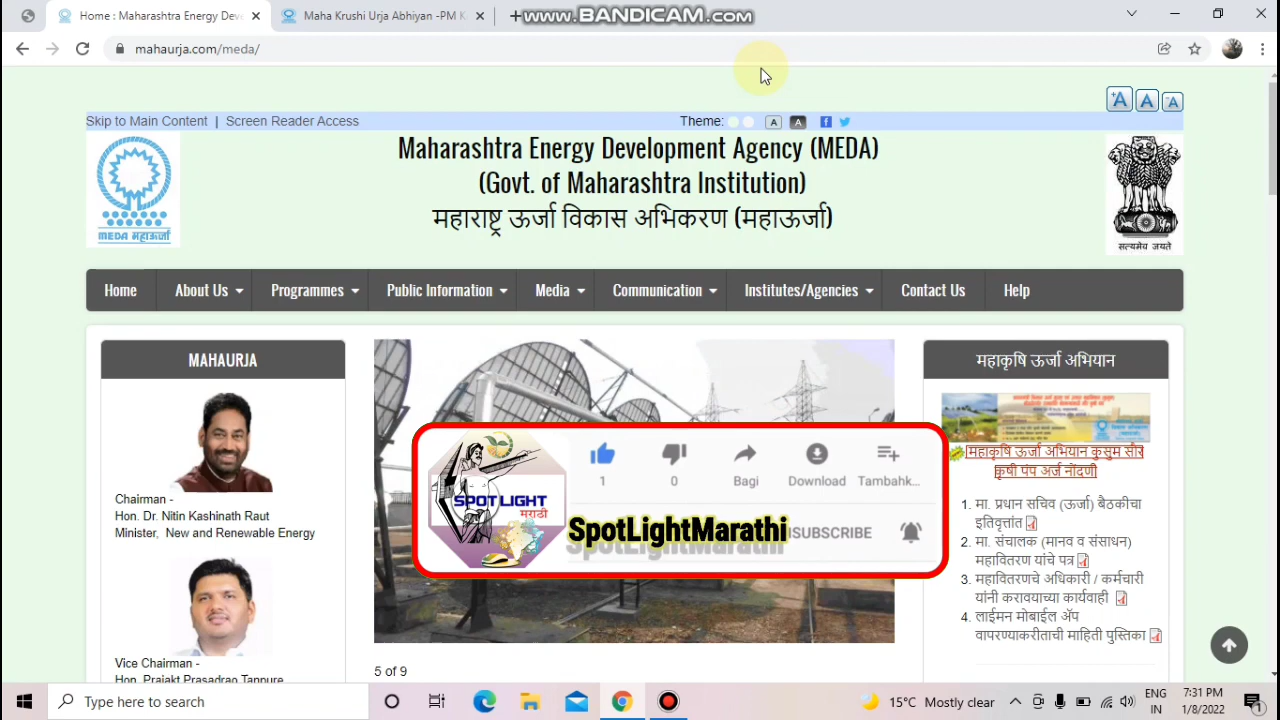 Home : Maharashtra Energy Deve
Maha Krushi Urja Abhiyan -PM K
www.BANDICAM.com
mahaurja.com/meda/
+A A -A
Skip to Main Content | Screen Reader Access
Theme: A A
Maharashtra Energy Development Agency (MEDA)
(Govt. of Maharashtra Institution)
महाराष्ट्र ऊर्जा विकास अभिकरण (महाऊर्जा)
MEDA महाऊर्जा
सत्यमेव जयते
Home About Us Programmes Public Information Media Communication Institutes/Agencies Contact Us Help
MAHAURJA
Chairman -
Hon. Dr. Nitin Kashinath Raut
Minister, New and Renewable Energy
Vice Chairman -
Hon. Prajakt Prasadrao Tanpure
SPOT LIGHT
मराठी
1 0 Bagi Download Tambahk...
SpotLightMarathi
SUBSCRIBE
5 of 9
महाकृषि ऊर्जा अभियान
महाकृषि ऊर्जा अभियान कुसुम सौर
कृषी पंप अर्ज नोंदणी
1. मा. प्रधान सचिव (ऊर्जा) बैठकीचा
इतिवृत्तांत
2. मा. संचालक (मानव व संसाधन)
महावितरण यांचे पत्र
3. महावितरणचे अधिकारी / कर्मचारी
यांनी करावयाच्या कार्यवाही
4. लाईमन मोबाईल ॲप
वापरण्याकरीताची माहिती पुस्तिका
Type here to search
15°C Mostly clear
ENG
IN
7:31 PM
1/8/2022
1